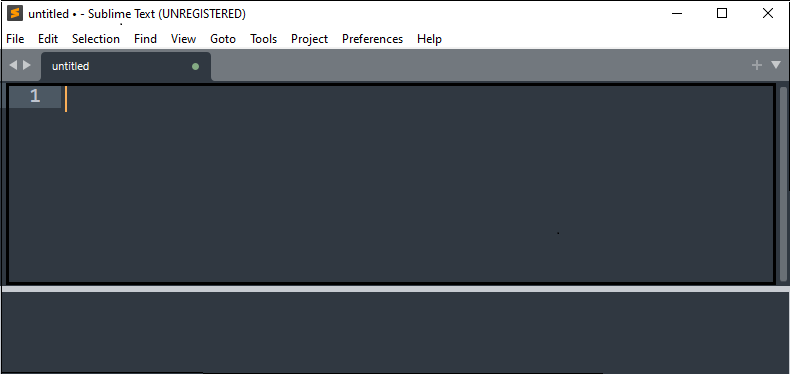 untitled • - Sublime Text (UNREGISTERED)
File Edit Selection Find View Goto Tools Project Preferences Help
untitled
1